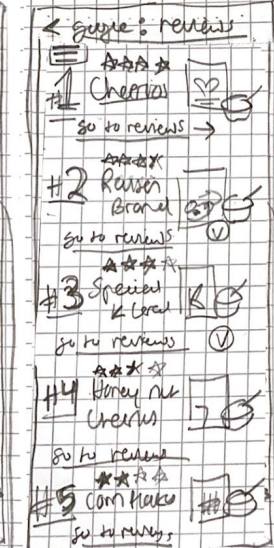 < : reviews
#1 Cheerios
go to reviews →
#2 Raisin
Brand
go to reviews
#3 Special
K Cereal
K
go to reviews
#4 Honey nut
Cheerios
go to reviews
#5 Corn flakes
go to reviews